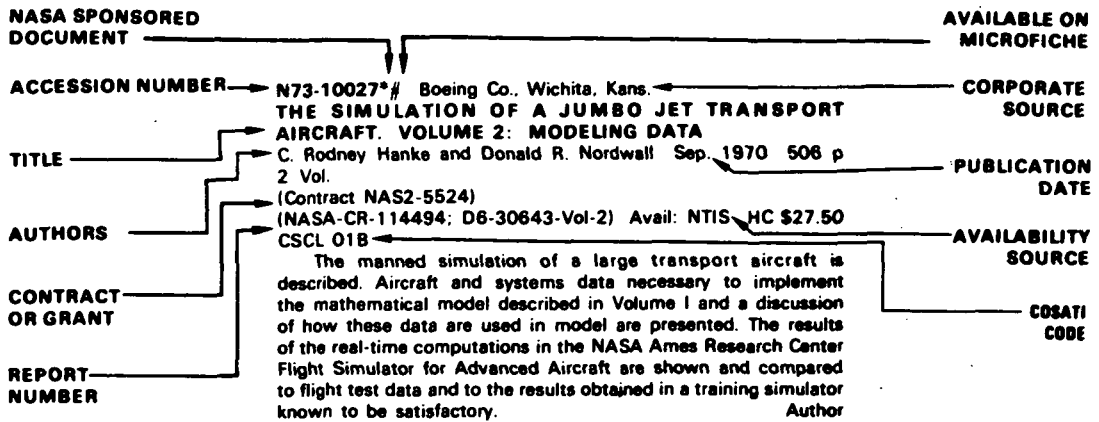 NASA SPONSORED
DOCUMENT
AVAILABLE ON
MICROFICHE
ACCESSION NUMBER
N73-10027*# Boeing Co., Wichita, Kans.
CORPORATE
SOURCE
THE SIMULATION OF A JUMBO JET TRANSPORT
AIRCRAFT. VOLUME 2: MODELING DATA
TITLE
C. Rodney Hanke and Donald R. Nordwall Sep. 1970 506 p
2 Vol.
PUBLICATION
DATE
(Contract NAS2-5524)
(NASA-CR-114494; D6-30643-Vol-2) Avail: NTIS HC $27.50
AUTHORS
CSCL 01B
AVAILABILITY
SOURCE
The manned simulation of a large transport aircraft is
described. Aircraft and systems data necessary to implement
the mathematical model described in Volume I and a discussion
of how these data are used in model are presented. The results
of the real-time computations in the NASA Ames Research Center
Flight Simulator for Advanced Aircraft are shown and compared
to flight test data and to the results obtained in a training simulator
known to be satisfactory. Author
CONTRACT
OR GRANT
COSATI
CODE
REPORT
NUMBER